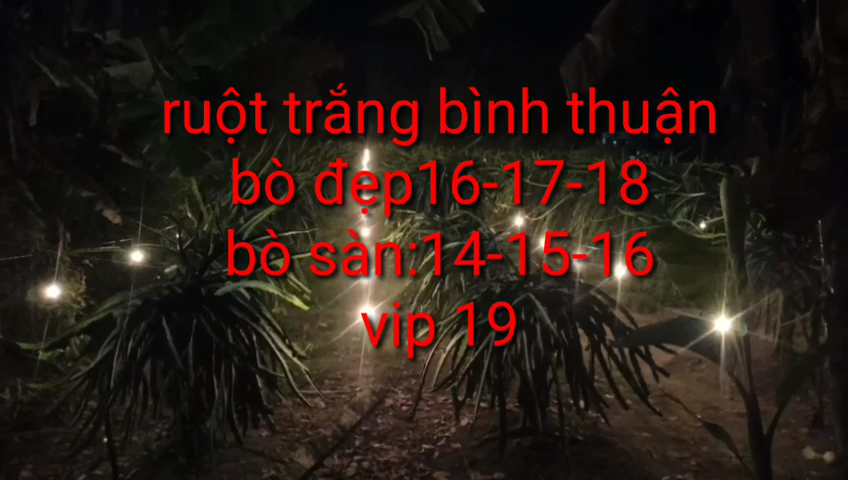 ruột trắng bình thuận
bò đẹp16-17-18
bò sàn:14-15-16
vip 19